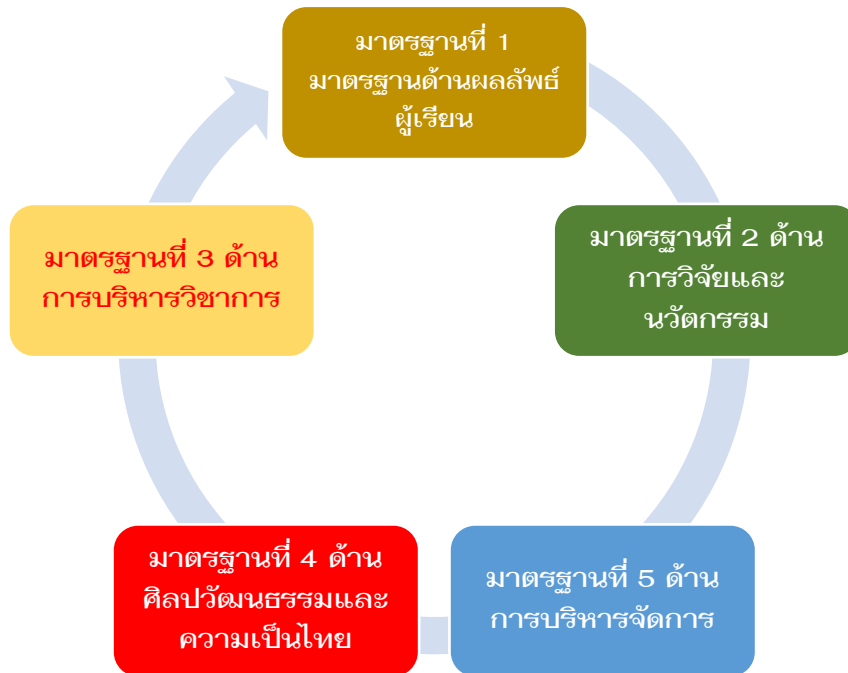 มาตรฐานที่ 1
มาตรฐานด้านผลลัพธ์
ผู้เรียน
มาตรฐานที่ 2 ด้าน
การวิจัยและ
นวัตกรรม
มาตรฐานที่ 3 ด้าน
การบริหารวิชาการ
มาตรฐานที่ 4 ด้าน
ศิลปวัฒนธรรมและ
ความเป็นไทย
มาตรฐานที่ 5 ด้าน
การบริหารจัดการ